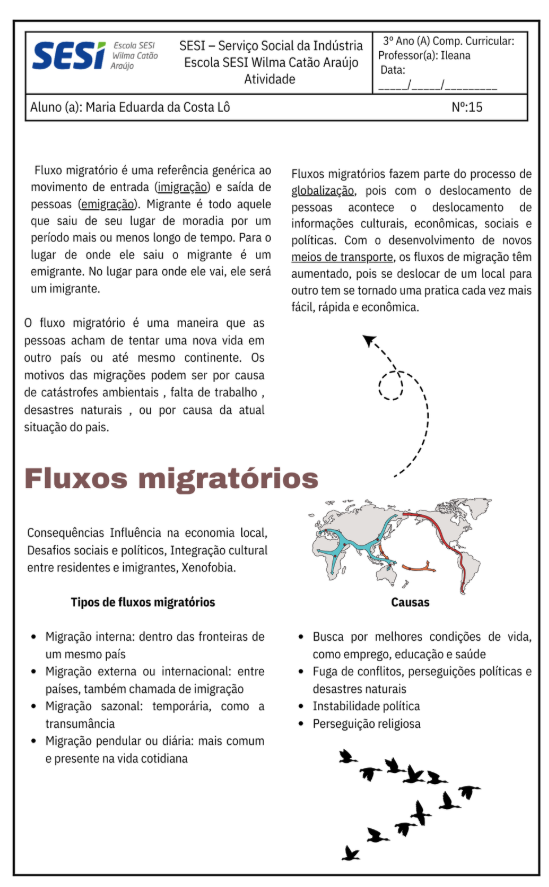 SESI
Escola SESI
Wilma Catão
Araújo
SESI – Serviço Social da Indústria
Escola SESI Wilma Catão Araújo
Atividade
3º Ano (A) Comp. Curricular:
Professor(a): Ileana
Data:
_____/_____/_________
Aluno (a): Maria Eduarda da Costa Lô
Nº:15
Fluxo migratório é uma referência genérica ao
movimento de entrada (imigração) e saída de
pessoas (emigração). Migrante é todo aquele
que saiu de seu lugar de moradia por um
período mais ou menos longo de tempo. Para o
lugar de onde ele saiu o migrante é um
emigrante. No lugar para onde ele vai, ele será
um imigrante.
O fluxo migratório é uma maneira que as
pessoas acham de tentar uma nova vida em
outro país ou até mesmo continente. Os
motivos das migrações podem ser por causa
de catástrofes ambientais , falta de trabalho ,
desastres naturais , ou por causa da atual
situação do pais.
Fluxos migratórios fazem parte do processo de
globalização, pois com o deslocamento de
pessoas acontece o deslocamento de
informações culturais, econômicas, sociais e
políticas. Com o desenvolvimento de novos
meios de transporte, os fluxos de migração têm
aumentado, pois se deslocar de um local para
outro tem se tornado uma pratica cada vez mais
fácil, rápida e econômica.
Fluxos migratórios
Consequências Influência na economia local,
Desafios sociais e políticos, Integração cultural
entre residentes e imigrantes, Xenofobia.
Tipos de fluxos migratórios
• Migração interna: dentro das fronteiras de
um mesmo país
• Migração externa ou internacional: entre
países, também chamada de imigração
• Migração sazonal: temporária, como a
transumância
• Migração pendular ou diária: mais comum
e presente na vida cotidiana
Causas
• Busca por melhores condições de vida,
como emprego, educação e saúde
• Fuga de conflitos, perseguições políticas e
desastres naturais
• Instabilidade política
• Perseguição religiosa